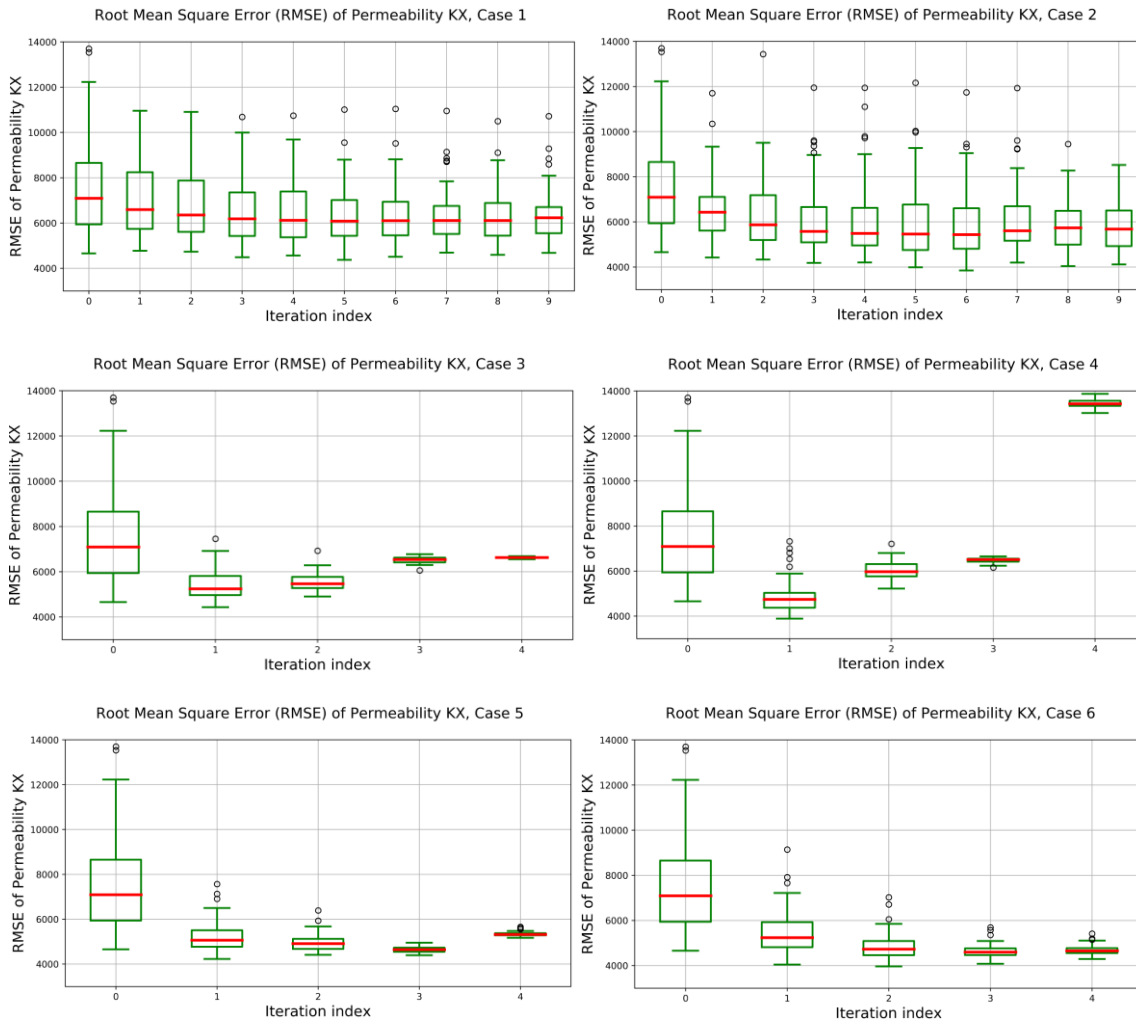 Root Mean Square Error (RMSE) of Permeability KX, Case 1
RMSE of Permeability KX
14000
12000
10000
8000
6000
4000
0 1 2 3 4 5 6 7 8 9
Iteration index
Root Mean Square Error (RMSE) of Permeability KX, Case 2
RMSE of Permeability KX
14000
12000
10000
8000
6000
4000
0 1 2 3 4 5 6 7 8 9
Iteration index
Root Mean Square Error (RMSE) of Permeability KX, Case 3
RMSE of Permeability KX
14000
12000
10000
8000
6000
4000
0 1 2 3 4
Iteration index
Root Mean Square Error (RMSE) of Permeability KX, Case 4
RMSE of Permeability KX
14000
12000
10000
8000
6000
4000
0 1 2 3 4
Iteration index
Root Mean Square Error (RMSE) of Permeability KX, Case 5
RMSE of Permeability KX
14000
12000
10000
8000
6000
4000
0 1 2 3 4
Iteration index
Root Mean Square Error (RMSE) of Permeability KX, Case 6
RMSE of Permeability KX
14000
12000
10000
8000
6000
4000
0 1 2 3 4
Iteration index